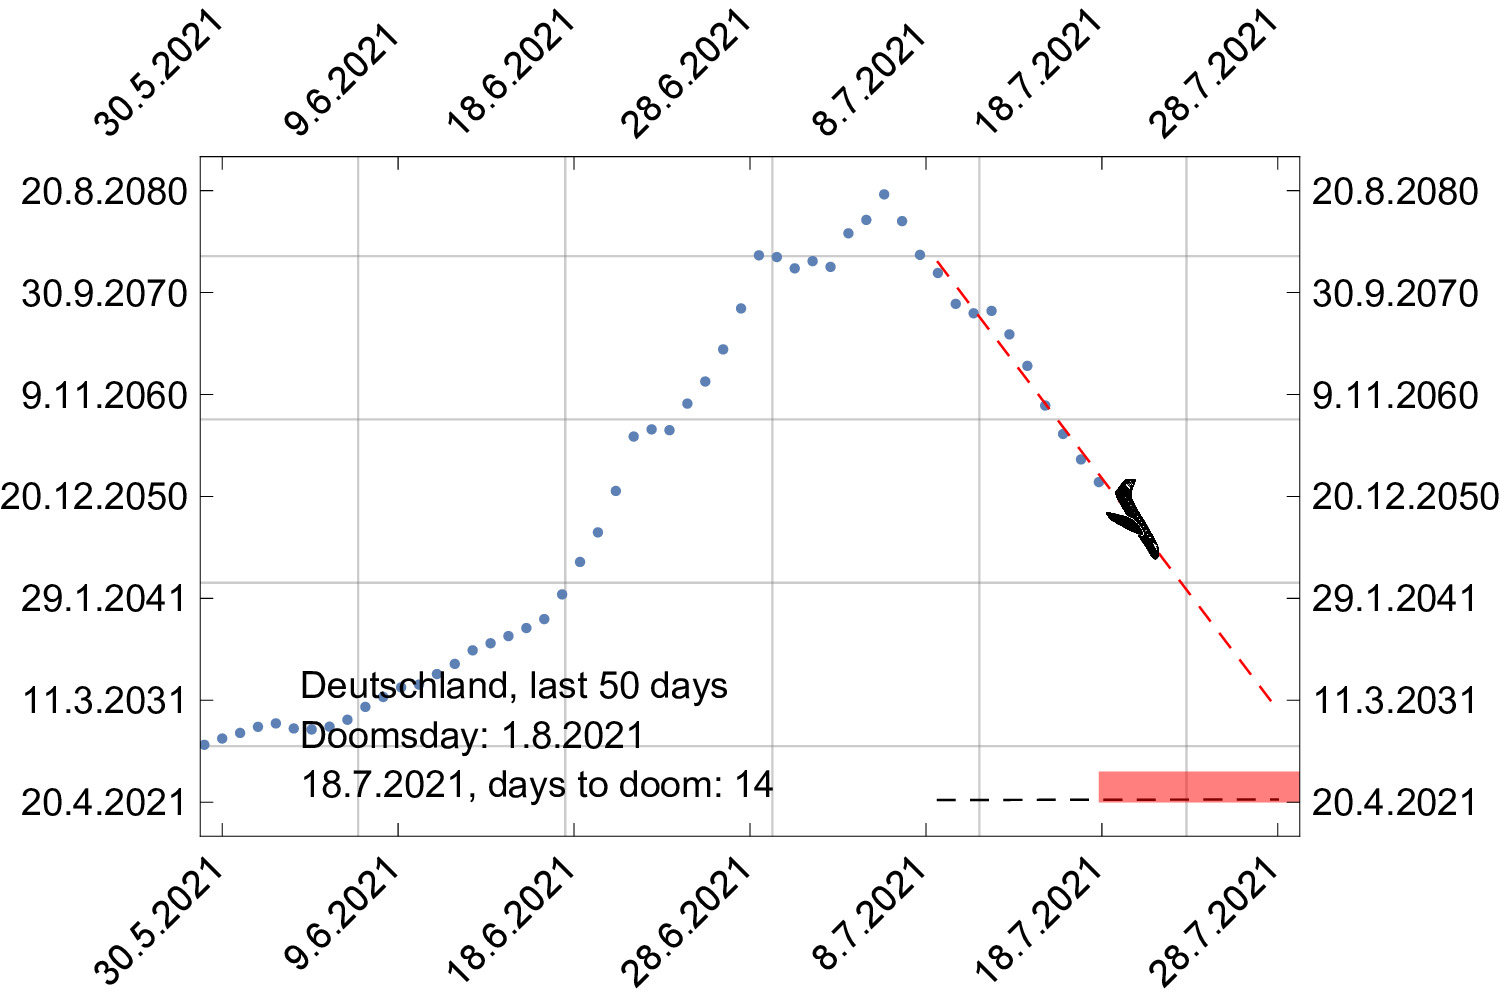 30.5.2021 9.6.2021 18.6.2021 28.6.2021 8.7.2021 18.7.2021 28.7.2021
20.8.2080 20.8.2080
30.9.2070 30.9.2070
9.11.2060 9.11.2060
20.12.2050 20.12.2050
29.1.2041 29.1.2041
Deutschland, last 50 days
11.3.2031 11.3.2031
Doomsday: 1.8.2021
18.7.2021, days to doom: 14
20.4.2021 20.4.2021
30.5.2021 9.6.2021 18.6.2021 28.6.2021 8.7.2021 18.7.2021 28.7.2021